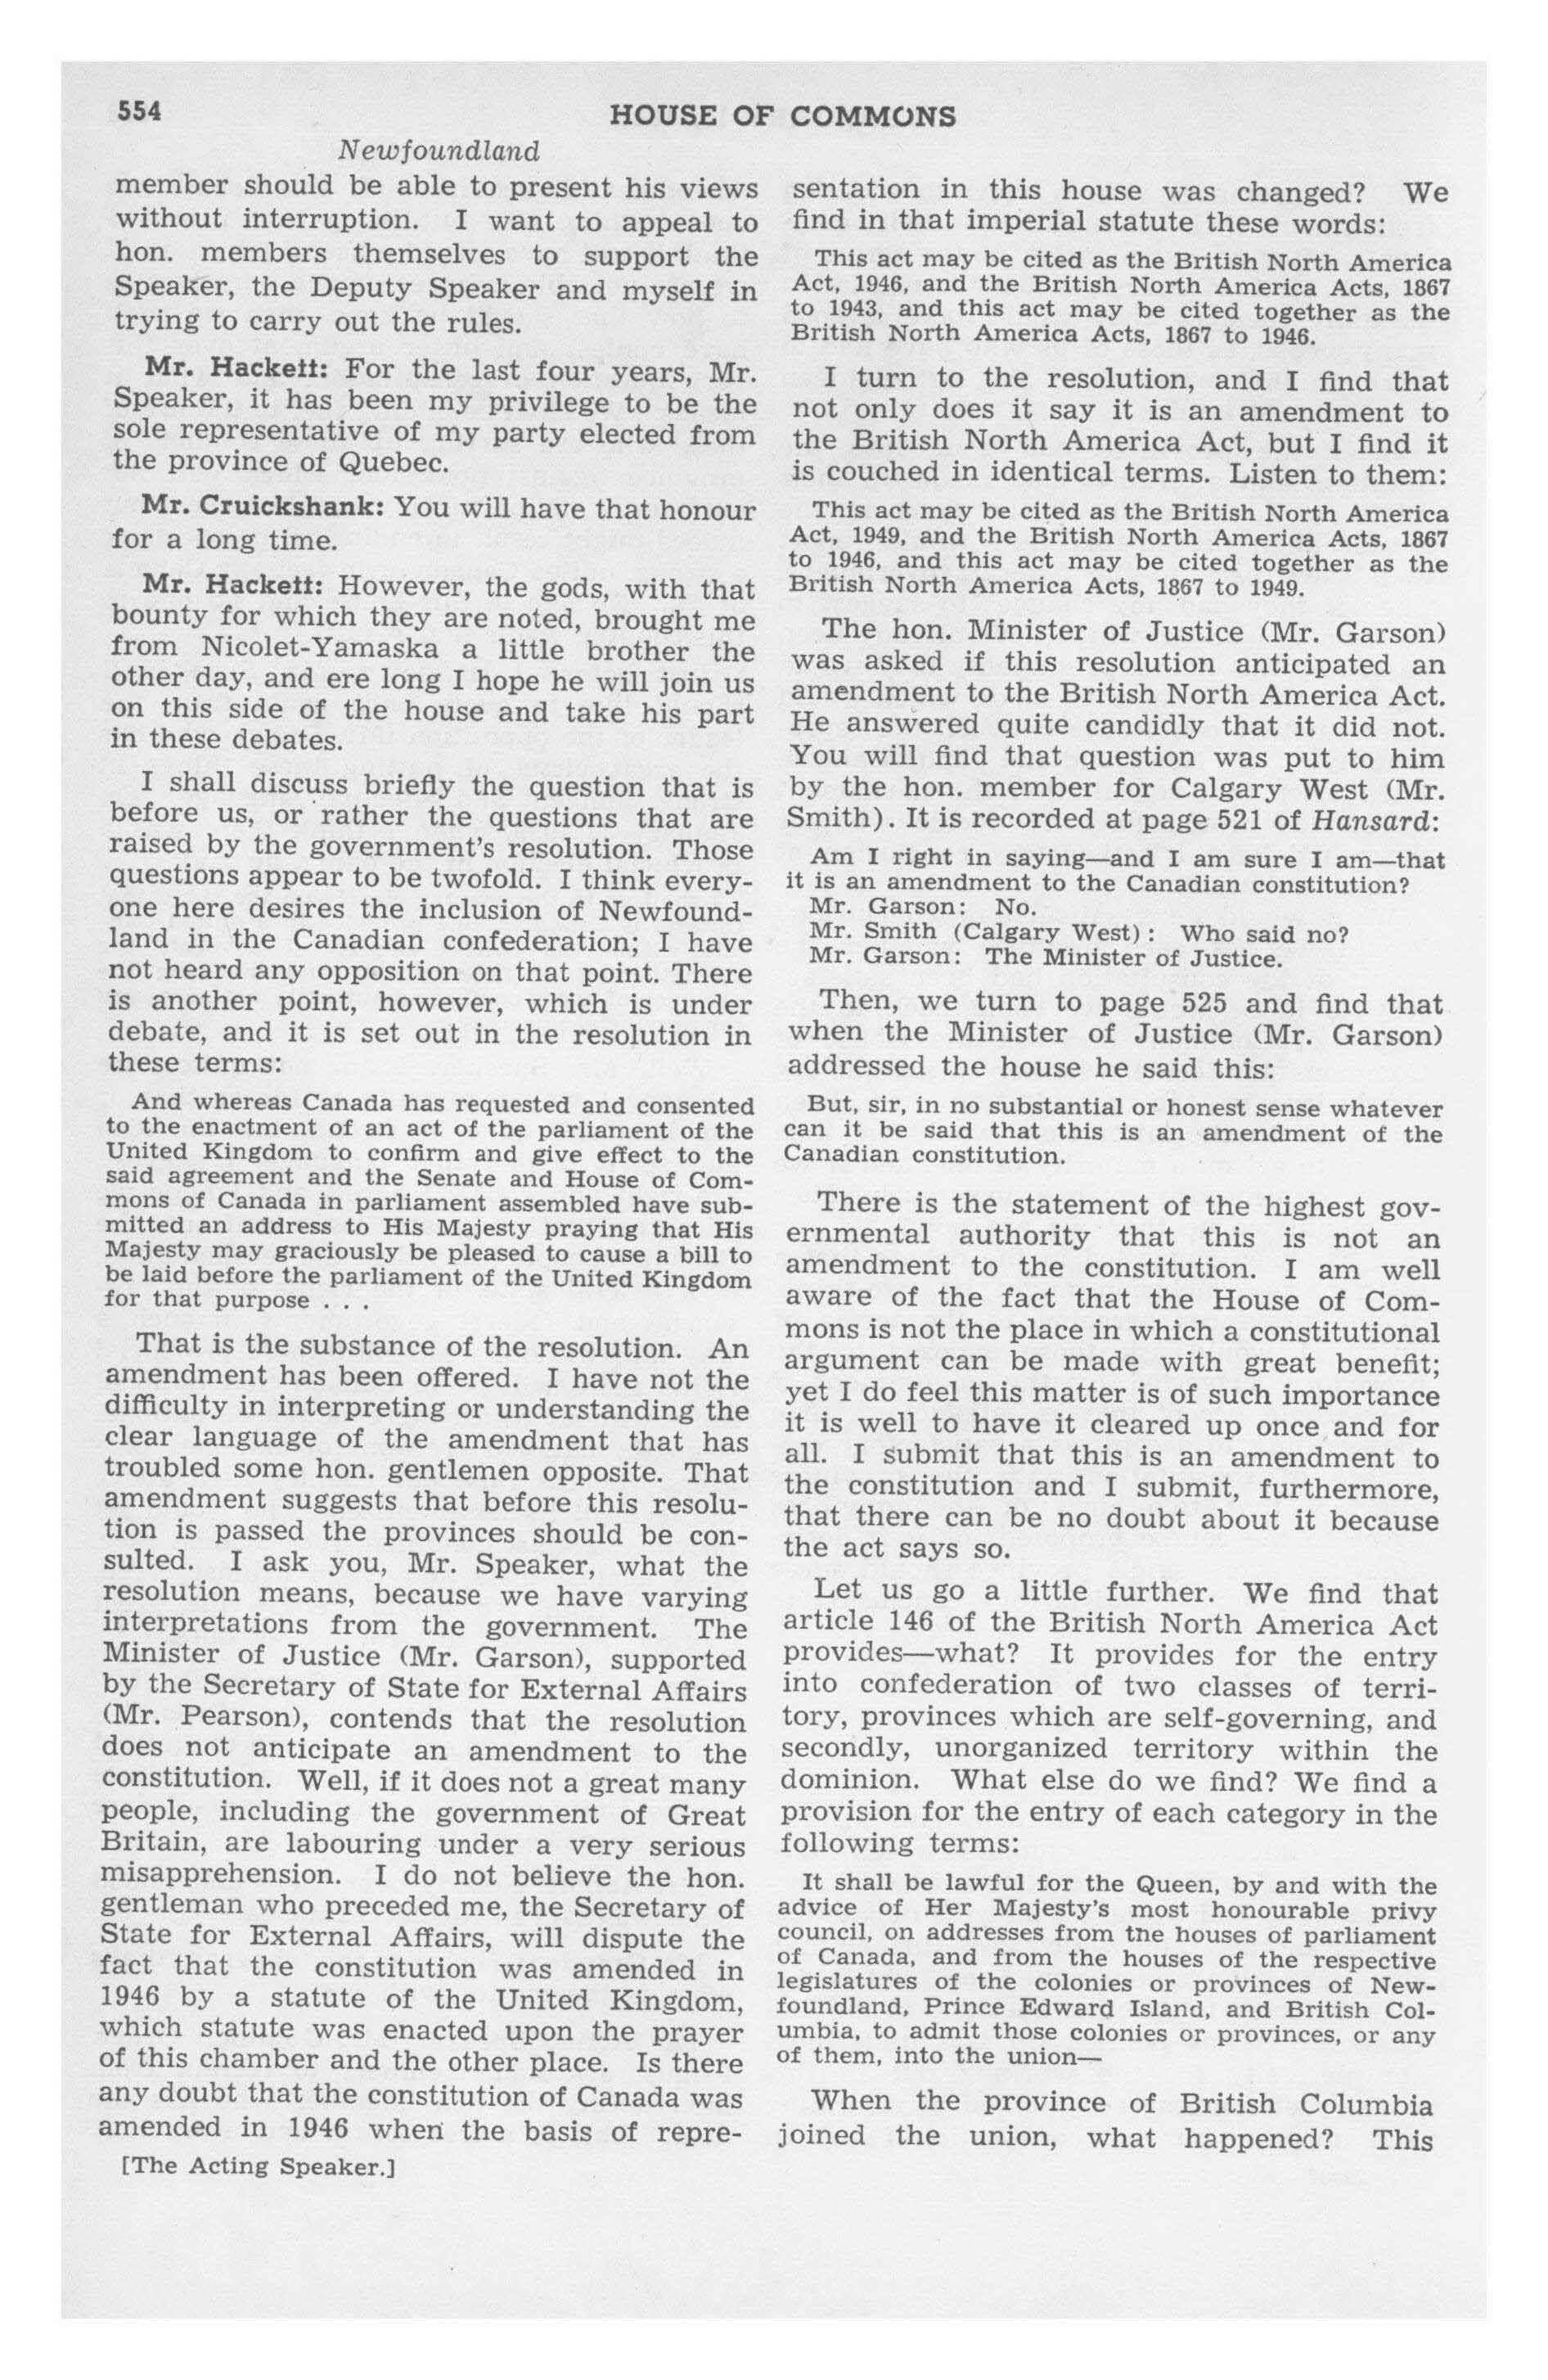 554
HOUSE OF COMMONS
Newfoundland
member should be able to present his views
without interruption. I want to appeal to
hon. members themselves to support the
Speaker, the Deputy Speaker and myself in
trying to carry out the rules.
Mr. Hackett: For the last four years, Mr.
Speaker, it has been my privilege to be the
sole representative of my party elected from
the province of Quebec.
Mr. Cruickshank: You will have that honour
for a long time.
Mr. Hackett: However, the gods, with that
bounty for which they are noted, brought me
from Nicolet-Yamaska a little brother the
other day, and ere long I hope he will join us
on this side of the house and take his part
in these debates.
I shall discuss briefly the question that is
before us, or rather the questions that are
raised by the government's resolution. Those
questions appear to be twofold. I think every-
one here desires the inclusion of Newfound-
land in the Canadian confederation; I have
not heard any opposition on that point. There
is another point, however, which is under
debate, and it is set out in the resolution in
these terms:
And whereas Canada has requested and consented
to the enactment of an act of the parliament of the
United Kingdom to confirm and give effect to the
said agreement and the Senate and House of Com-
mons of Canada in parliament assembled have sub-
mitted an address to His Majesty praying that His
Majesty may graciously be pleased to cause a bill to
be laid before the parliament of the United Kingdom
for that purpose . . .
That is the substance of the resolution. An
amendment has been offered. I have not the
difficulty in interpreting or understanding the
clear language of the amendment that has
troubled some hon. gentlemen opposite. That
amendment suggests that before this resolu-
tion is passed the provinces should be con-
sulted. I ask you, Mr. Speaker, what the
resolution means, because we have varying
interpretations from the government. The
Minister of Justice (Mr. Garson), supported
by the Secretary of State for External Affairs
(Mr. Pearson), contends that the resolution
does not anticipate an amendment to the
constitution. Well, if it does not a great many
people, including the government of Great
Britain, are labouring under a very serious
misapprehension. I do not believe the hon.
gentleman who preceded me, the Secretary of
State for External Affairs, will dispute the
fact that the constitution was amended in
1946 by a statute of the United Kingdom,
which statute was enacted upon the prayer
of this chamber and the other place. Is there
any doubt that the constitution of Canada was
amended in 1946 when the basis of repre-
[The Acting Speaker.]
sentation in this house was changed? We
find in that imperial statute these words:
This act may be cited as the British North America
Act, 1946, and the British North America Acts, 1867
to 1943, and this act may be cited together as the
British North America Acts, 1867 to 1946.
I turn to the resolution, and I find that
not only does it say it is an amendment to
the British North America Act, but I find it
is couched in identical terms. Listen to them:
This act may be cited as the British North America
Act, 1949, and the British North America Acts, 1867
to 1946, and this act may be cited together as the
British North America Acts, 1867 to 1949.
The hon. Minister of Justice (Mr. Garson)
was asked if this resolution anticipated an
amendment to the British North America Act.
He answered quite candidly that it did not.
You will find that question was put to him
by the hon. member for Calgary West (Mr.
Smith). It is recorded at page 521 of Hansard:
Am I right in saying—and I am sure I am—that
it is an amendment to the Canadian constitution?
Mr. Garson: No.
Mr. Smith (Calgary West): Who said no?
Mr. Garson: The Minister of Justice.
Then, we turn to page 525 and find that
when the Minister of Justice (Mr. Garson)
addressed the house he said this:
But, sir, in no substantial or honest sense whatever
can it be said that this is an amendment of the
Canadian constitution.
There is the statement of the highest gov-
ernmental authority that this is not an
amendment to the constitution. I am well
aware of the fact that the House of Com-
mons is not the place in which a constitutional
argument can be made with great benefit;
yet I do feel this matter is of such importance
it is well to have it cleared up once and for
all. I submit that this is an amendment to
the constitution and I submit, furthermore,
that there can be no doubt about it because
the act says so.
Let us go a little further. We find that
article 146 of the British North America Act
provides—what? It provides for the entry
into confederation of two classes of terri-
tory, provinces which are self-governing, and
secondly, unorganized territory within the
dominion. What else do we find? We find a
provision for the entry of each category in the
following terms:
It shall be lawful for the Queen, by and with the
advice of Her Majesty's most honourable privy
council, on addresses from the houses of parliament
of Canada, and from the houses of the respective
legislatures of the colonies or provinces of New-
foundland, Prince Edward Island, and British Col-
umbia, to admit those colonies or provinces, or any
of them, into the union—
When the province of British Columbia
joined the union, what happened? This